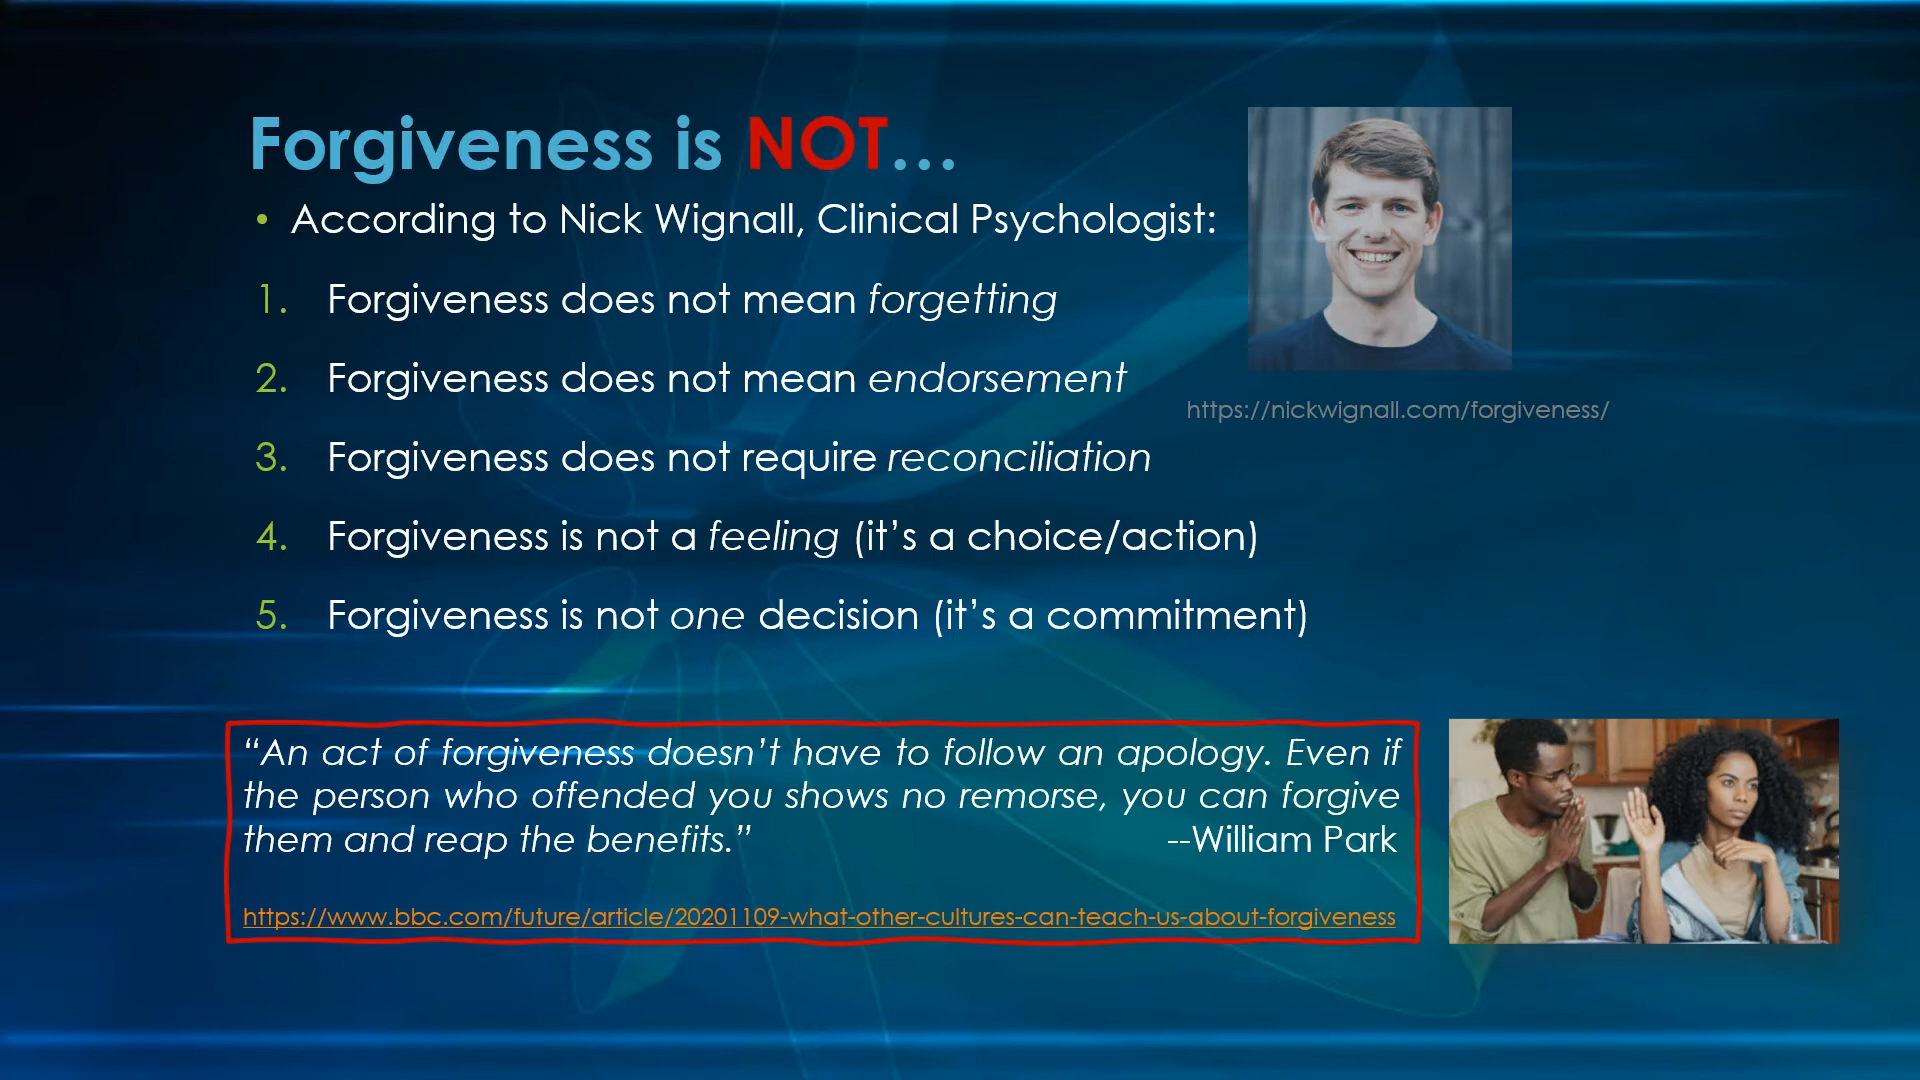 Forgiveness is NOT…
• According to Nick Wignall, Clinical Psychologist:
1. Forgiveness does not mean forgetting
2. Forgiveness does not mean endorsement
https://nickwignall.com/forgiveness/
3. Forgiveness does not require reconciliation
4. Forgiveness is not a feeling (it’s a choice/action)
5. Forgiveness is not one decision (it’s a commitment)
“An act of forgiveness doesn’t have to follow an apology. Even if
the person who offended you shows no remorse, you can forgive
them and reap the benefits.” --William Park
https://www.bbc.com/future/article/20201109-what-other-cultures-can-teach-us-about-forgiveness